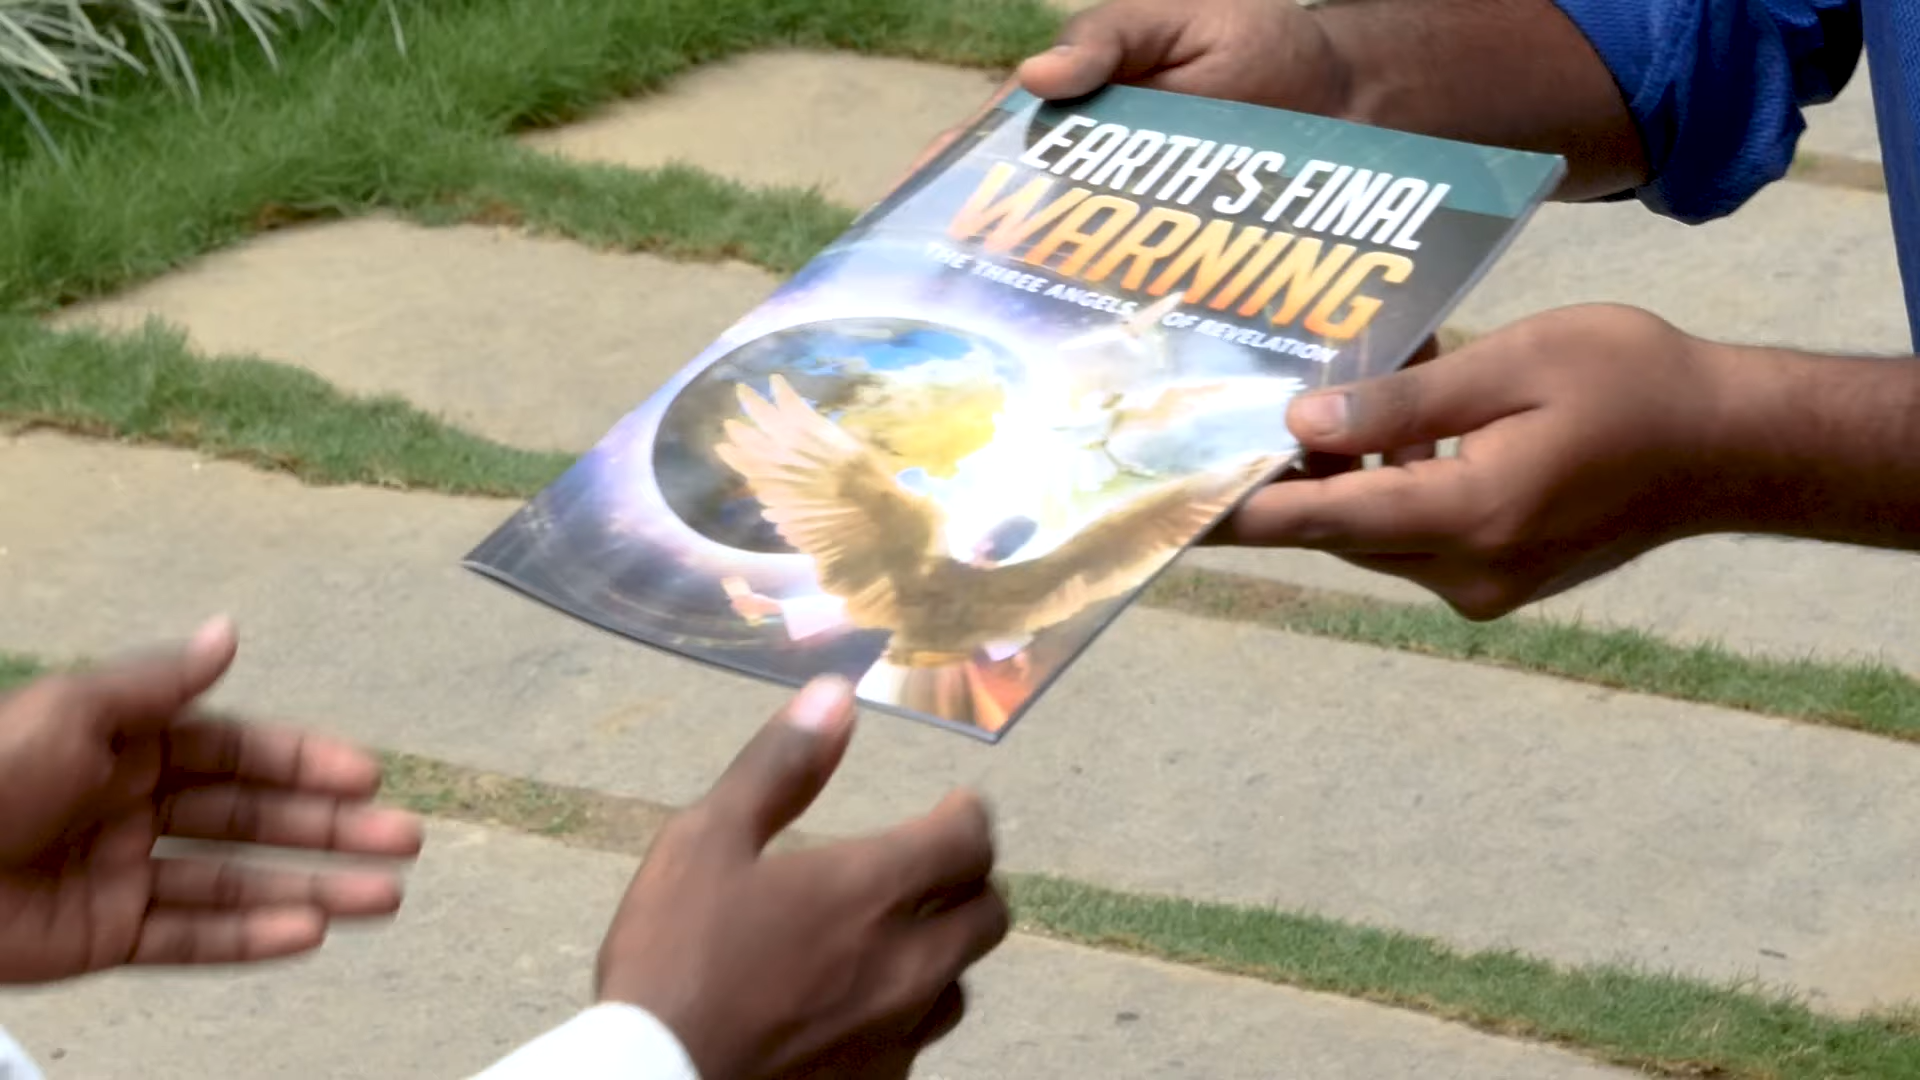 EARTH'S FINAL
WARNING
THE THREE ANGELS OF REVELATION